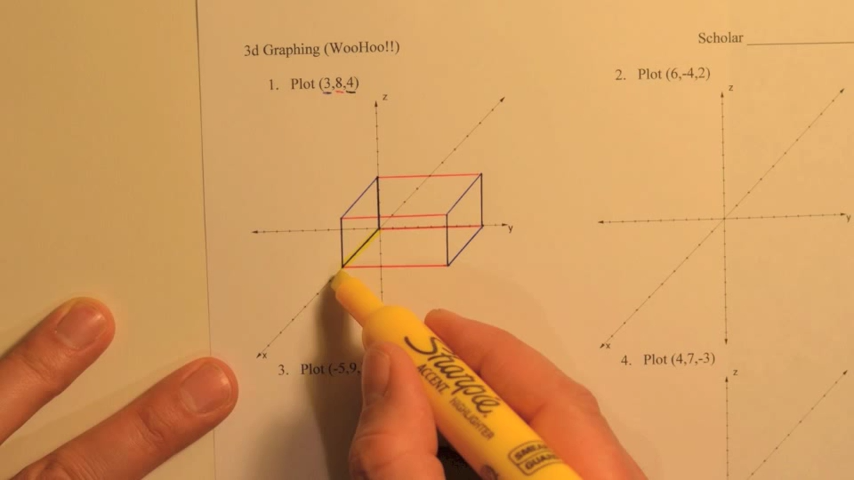 3d Graphing (WooHoo!!)
Scholar
1. Plot (3,8,4)
2. Plot (6,-4,2)
z
z
y
y
x
x
3. Plot (-5,9,
4. Plot (4,7,-3)
z
Sharpie
ACCENT HIGHLIGHTER